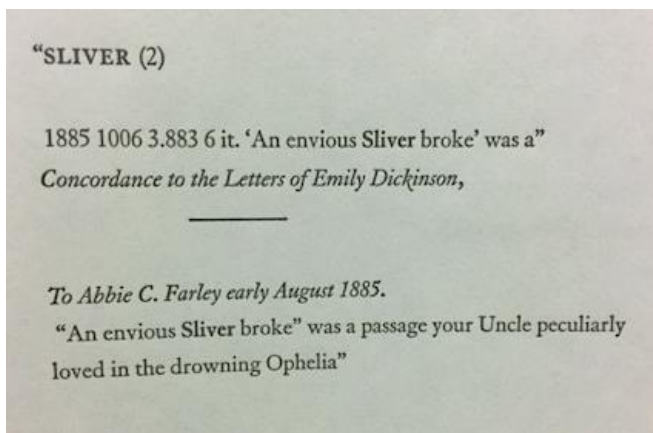 “SLIVER (2)
1885 1006 3.883 6 it. ‘An envious Sliver broke’ was a”
Concordance to the Letters of Emily Dickinson,
To Abbie C. Farley early August 1885.
“An envious Sliver broke” was a passage your Uncle peculiarly
loved in the drowning Ophelia”